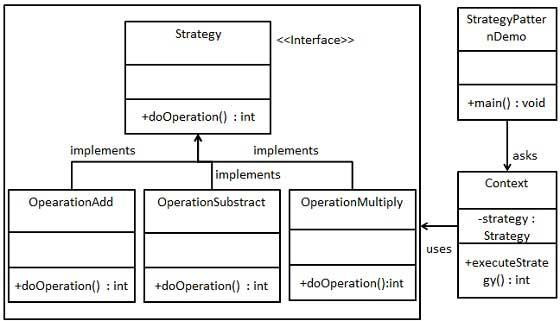 Strategy
<<Interface>>
+doOperation() : int
implements
implements
implements
OpearationAdd
+doOperation() : int
OperationSubstract
+doOperation() : int
OperationMultiply
+doOperation():int
StrategyPatter
nDemo
+main() : void
asks
Context
-strategy :
Strategy
+executeStrate
gy() : int
uses